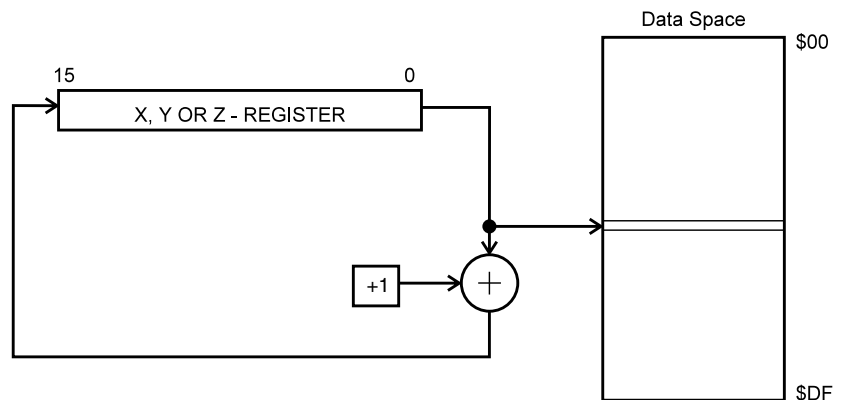 Data Space
$00
15 0
X, Y OR Z - REGISTER
+1
+
$DF